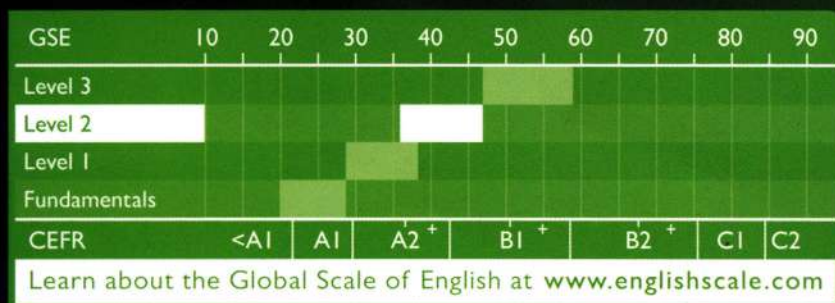 GSE 10 20 30 40 50 60 70 80 90
Level 3
Level 2
Level 1
Fundamentals
CEFR <A1 A1 A2 + B1 + B2 + C1 C2
Learn about the Global Scale of English at www.englishscale.com